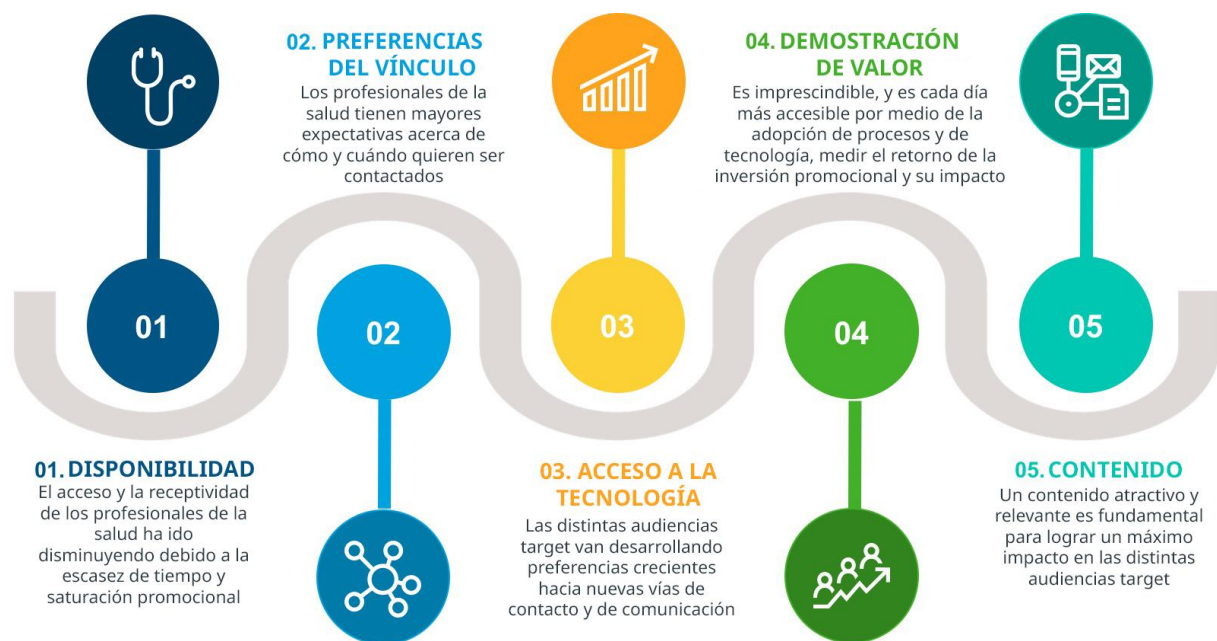 02. PREFERENCIAS
DEL VÍNCULO
Los profesionales de la
salud tienen mayores
expectativas acerca de
cómo y cuándo quieren ser
contactados
04. DEMOSTRACIÓN
DE VALOR
Es imprescindible, y es cada día
más accesible por medio de la
adopción de procesos y de
tecnología, medir el retorno de la
inversión promocional y su impacto
01
02
03
04
05
01. DISPONIBILIDAD
El acceso y la receptividad
de los profesionales de la
salud ha ido
disminuyendo debido a la
escasez de tiempo y
saturación promocional
03. ACCESO A LA
TECNOLOGÍA
Las distintas audiencias
target van desarrollando
preferencias crecientes
hacia nuevas vías de
contacto y de comunicación
05. CONTENIDO
Un contenido atractivo y
relevante es fundamental
para lograr un máximo
impacto en las distintas
audiencias target